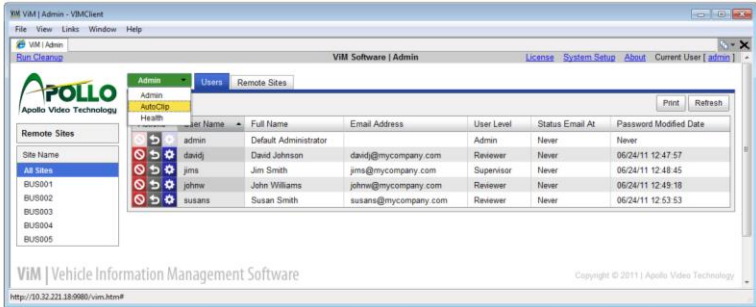 ViM | Admin - VIMClient
File View Links Window Help
ViM | Admin
Run Cleanup ViM Software | Admin License System Setup About Current User [ admin ]
APOLLO
Apollo Video Technology
Admin Users Remote Sites
Admin
AutoClip
Health
Print Refresh
User Name Full Name Email Address User Level Status Email At Password Modified Date
admin Default Administrator Admin Never Never
davidj David Johnson davidj@mycompany.com Reviewer Never 06/24/11 12:47:57
jims Jim Smith jims@mycompany.com Supervisor Never 06/24/11 12:48:45
johnw John Williams johnw@mycompany.com Reviewer Never 06/24/11 12:49:18
susans Susan Smith susans@mycompany.com Reviewer Never 06/24/11 12:53:53
Remote Sites
Site Name
All Sites
BUS001
BUS002
BUS003
BUS004
BUS005
ViM | Vehicle Information Management Software
Copyright © 2011 | Apollo Video Technology
http://10.32.221.18:9980/vim.htm#